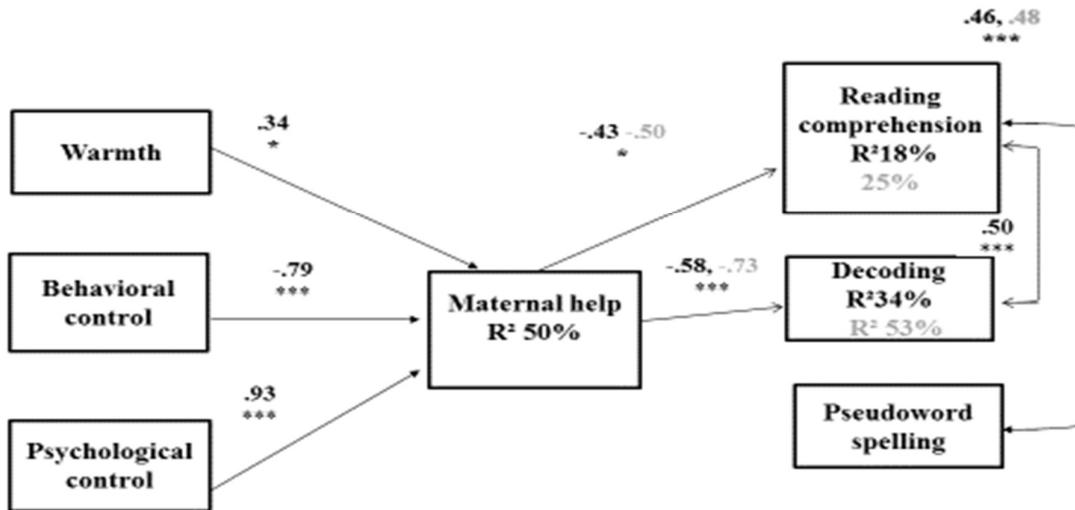 .46, .48
***
Reading
comprehension
R²18%
25%
Warmth
.34
*
-.43 -.50
*
.50
***
Behavioral
control
-.79
***
Maternal help
R² 50%
-.58, -.73
***
Decoding
R²34%
R² 53%
.93
***
Psychological
control
Pseudoword
spelling